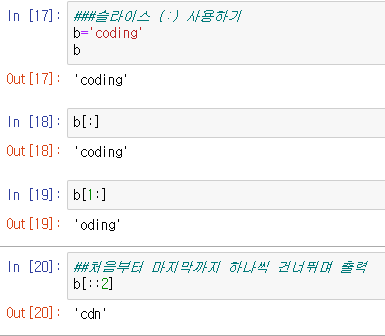 In [17]: ###슬라이스 (:) 사용하기
b='coding'
b
Out[17]: 'coding'
In [18]: b[:]
Out[18]: 'coding'
In [19]: b[1:]
Out[19]: 'oding'
In [20]: ##처음부터 마지막까지 하나씩 건너뛰며 출력
b[::2]
Out[20]: 'cdn'